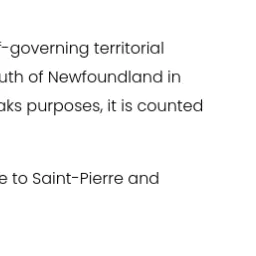 -governing territorial
uth of Newfoundland in
aks purposes, it is counted
e to Saint-Pierre and